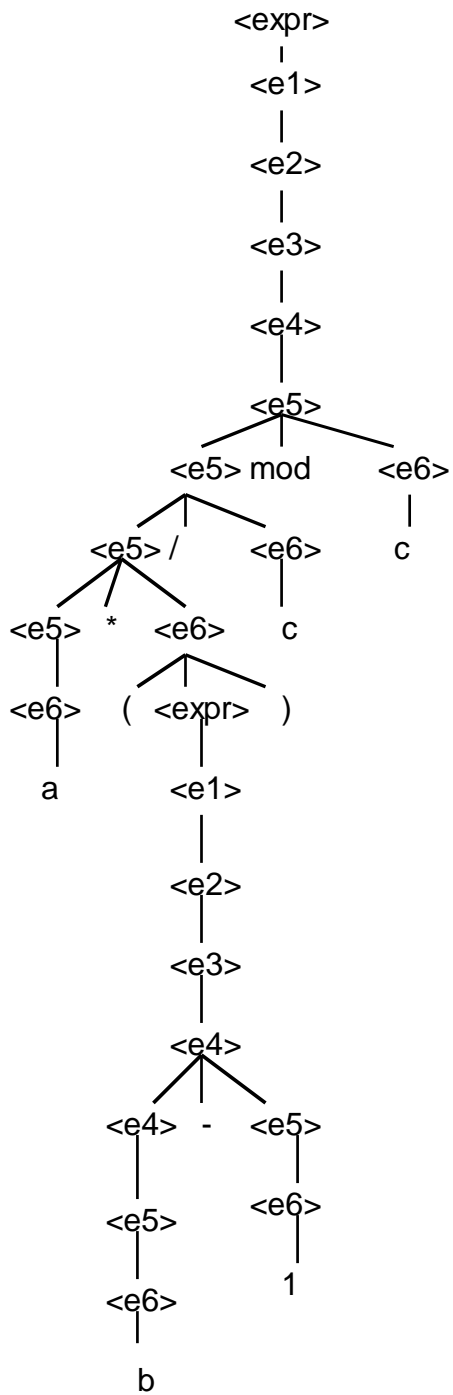 <expr>
<e1>
<e2>
<e3>
<e4>
<e5>
<e5> mod <e6>
<e5> / <e6> c
<e5> * <e6> c
<e6> ( <expr> )
a <e1>
<e2>
<e3>
<e4>
<e4> - <e5>
<e6>
<e5>
1
<e6>
b